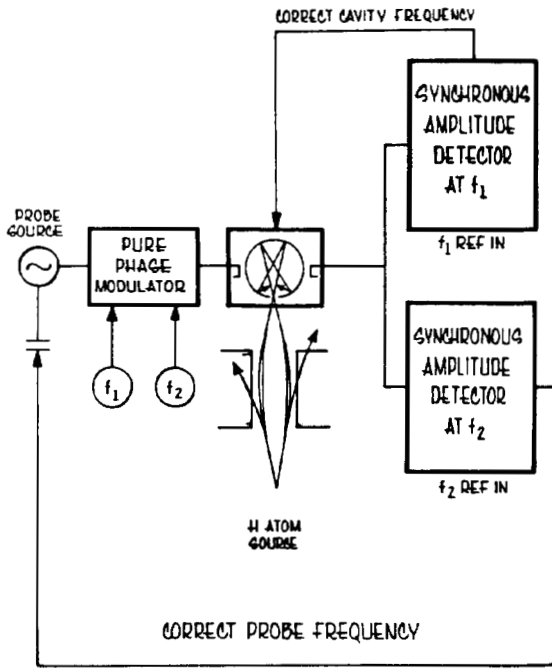 CORRECT CAVITY FREQUENCY
SYNCHRONOUS
AMPLITUDE
DETECTOR
AT f₁
f₁ REF IN
PROBE
SOURCE
PURE
PHASE
MODULATOR
f₁
f₂
SYNCHRONOUS
AMPLITUDE
DETECTOR
AT f₂
f₂ REF IN
H ATOM
SOURCE
CORRECT PROBE FREQUENCY